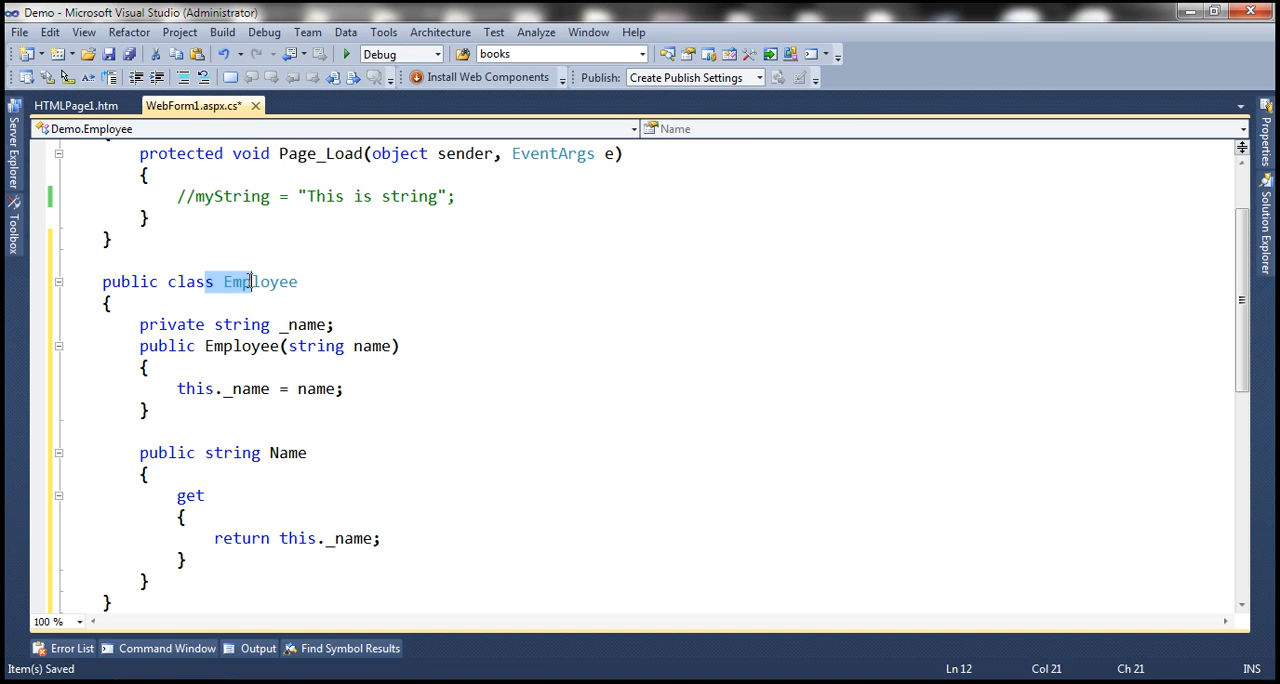 Demo - Microsoft Visual Studio (Administrator)
File Edit View Refactor Project Build Debug Team Data Tools Architecture Test Analyze Window Help
Debug books
Install Web Components Publish: Create Publish Settings
HTMLPage1.htm WebForm1.aspx.cs*
Demo.Employee Name
protected void Page_Load(object sender, EventArgs e)
{
//myString = "This is string";
}
}
public class Employee
{
private string _name;
public Employee(string name)
{
this._name = name;
}
public string Name
{
get
{
return this._name;
}
}
}
100 %
Error List Command Window Output Find Symbol Results
Item(s) Saved Ln 12 Col 21 Ch 21 INS
Server Explorer
Toolbox
Properties
Solution Explorer